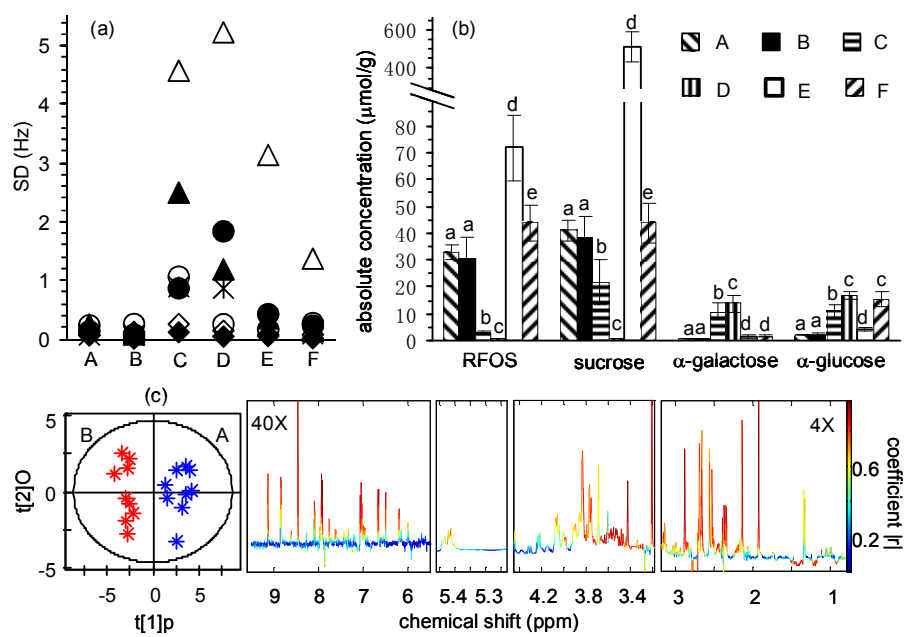 (a)
SD (Hz)
5
4
3
2
1
0
A B C D E F
(b)
absolute concentration (μmol/g)
600
400
80
70
60
50
40
30
20
10
0
a a b c d e
a a b c d e
a a b c d d
a a b c d c
RFOS sucrose α-galactose α-glucose
A B C
D E F
(c)
t[2]O
5
0
-5
B A
-5 0 5
t[1]p
40X
4X
9 8 7 6
5.4 5.3
4.2 3.8 3.4
3 2 1
chemical shift (ppm)
0.6
0.2
coefficient |r|